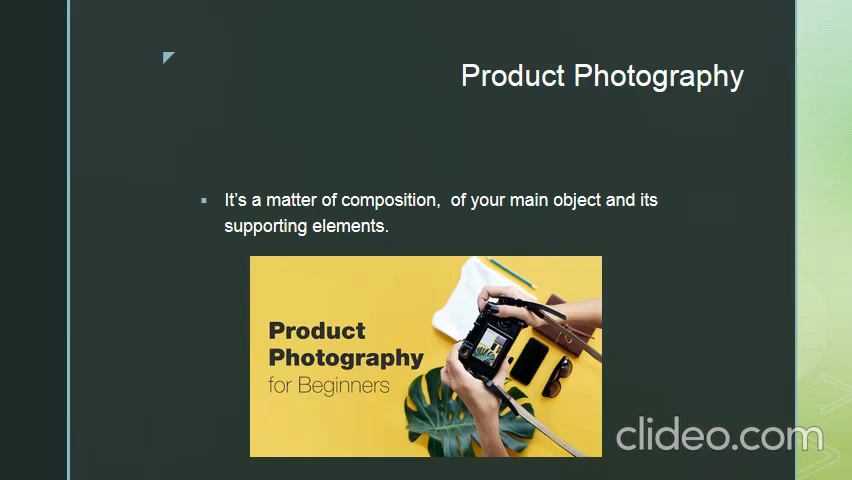 Product Photography
It's a matter of composition,  of your main object and its
supporting elements.
Product
Photography
for Beginners
clideo.com